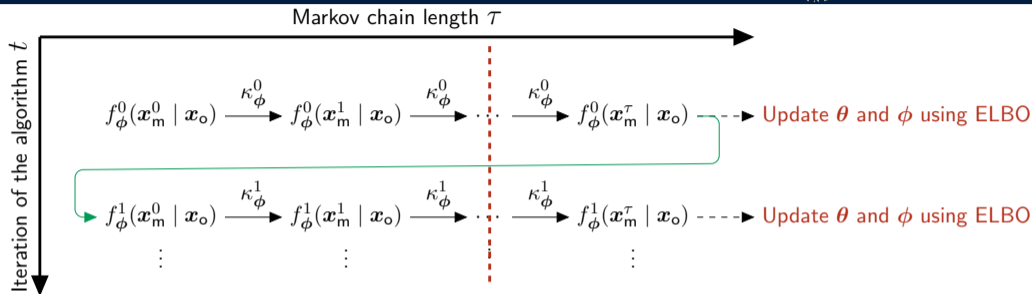 Markov chain length τ
Iteration of the algorithm t
κ_ϕ^0 κ_ϕ^0 κ_ϕ^0
f_ϕ^0(x_m^0 | x_o) f_ϕ^0(x_m^1 | x_o) ... f_ϕ^0(x_m^τ | x_o) Update θ and ϕ using ELBO
κ_ϕ^1 κ_ϕ^1 κ_ϕ^1
f_ϕ^1(x_m^0 | x_o) f_ϕ^1(x_m^1 | x_o) ... f_ϕ^1(x_m^τ | x_o) Update θ and ϕ using ELBO
⋮ ⋮ ⋮